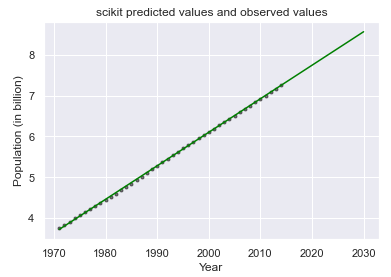 scikit predicted values and observed values
8
7
6
5
4
Population (in billion)
1970 1980 1990 2000 2010 2020 2030
Year